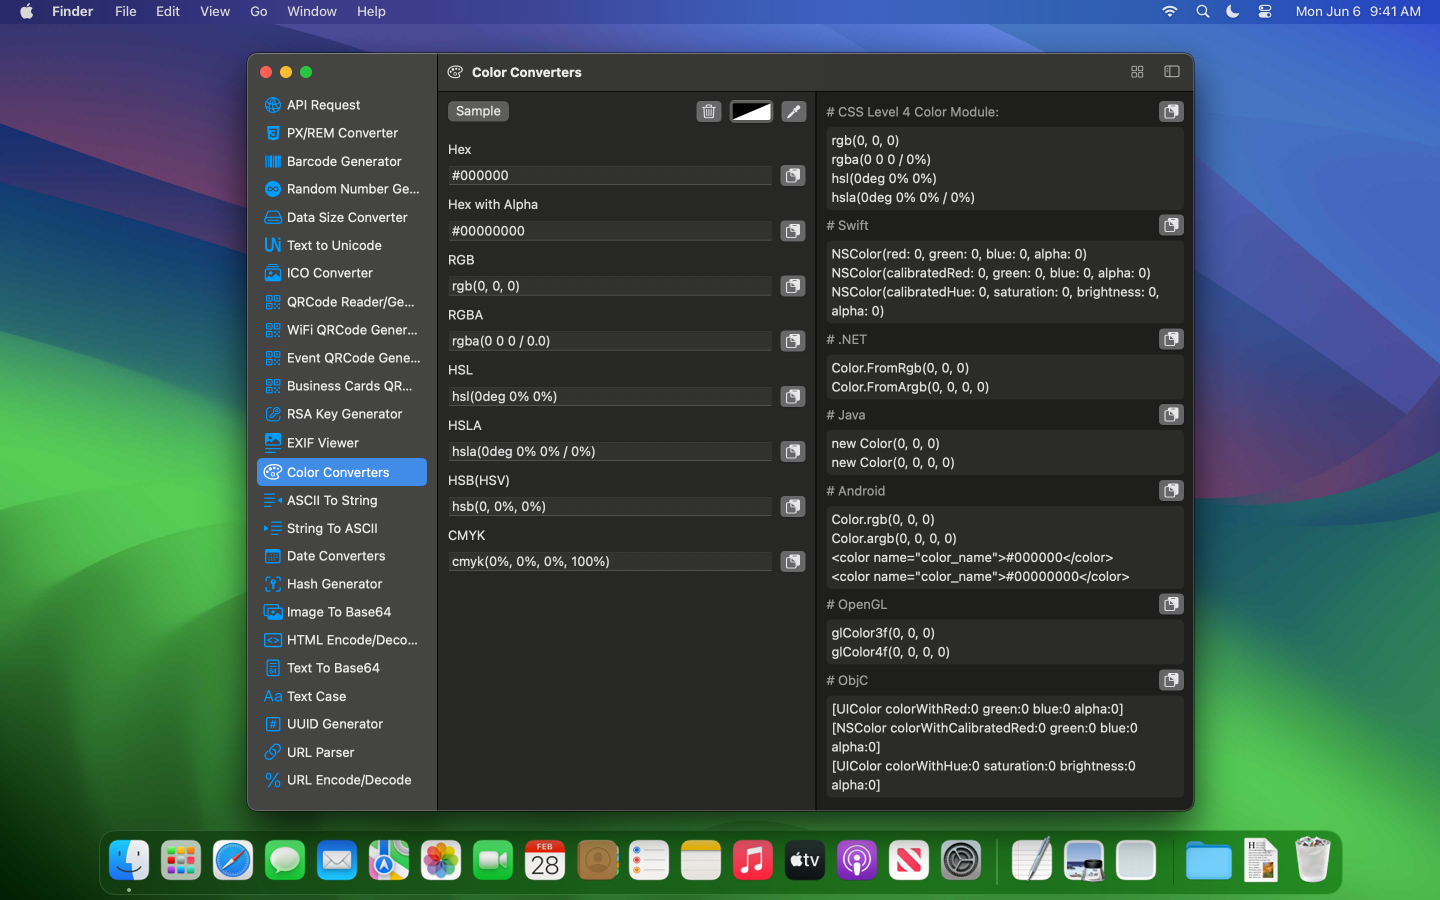 Finder File Edit View Go Window Help
Mon Jun 6 9:41 AM
API Request
PX/REM Converter
Barcode Generator
Random Number Ge...
Data Size Converter
Text to Unicode
ICO Converter
QRCode Reader/Ge...
WiFi QRCode Gener...
Event QRCode Gene...
Business Cards QR...
RSA Key Generator
EXIF Viewer
Color Converters
ASCII To String
String To ASCII
Date Converters
Hash Generator
Image To Base64
HTML Encode/Deco...
Text To Base64
Text Case
UUID Generator
URL Parser
URL Encode/Decode
Color Converters
Sample
Hex
#000000
Hex with Alpha
#00000000
RGB
rgb(0, 0, 0)
RGBA
rgba(0 0 0 / 0.0)
HSL
hsl(0deg 0% 0%)
HSLA
hsla(0deg 0% 0% / 0%)
HSB(HSV)
hsb(0, 0%, 0%)
CMYK
cmyk(0%, 0%, 0%, 100%)
# CSS Level 4 Color Module:
rgb(0, 0, 0)
rgba(0 0 0 / 0%)
hsl(0deg 0% 0%)
hsla(0deg 0% 0% / 0%)
# Swift
NSColor(red: 0, green: 0, blue: 0, alpha: 0)
NSColor(calibratedRed: 0, green: 0, blue: 0, alpha: 0)
NSColor(calibratedHue: 0, saturation: 0, brightness: 0,
alpha: 0)
# .NET
Color.FromRgb(0, 0, 0)
Color.FromArgb(0, 0, 0, 0)
# Java
new Color(0, 0, 0)
new Color(0, 0, 0, 0)
# Android
Color.rgb(0, 0, 0)
Color.argb(0, 0, 0, 0)
<color name="color_name">#000000</color>
<color name="color_name">#00000000</color>
# OpenGL
glColor3f(0, 0, 0)
glColor4f(0, 0, 0, 0)
# ObjC
[UIColor colorWithRed:0 green:0 blue:0 alpha:0]
[NSColor colorWithCalibratedRed:0 green:0 blue:0
alpha:0]
[UIColor colorWithHue:0 saturation:0 brightness:0
alpha:0]
FEB
28
tv